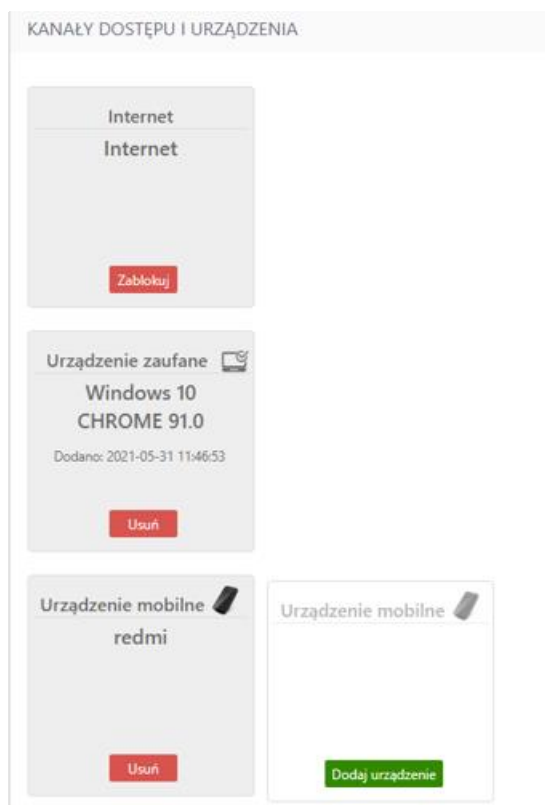 KANAŁY DOSTĘPU I URZĄDZENIA
Internet
Internet
Zablokuj
Urządzenie zaufane
Windows 10
CHROME 91.0
Dodano: 2021-05-31 11:46:53
Usuń
Urządzenie mobilne
redmi
Usuń
Urządzenie mobilne
Dodaj urządzenie